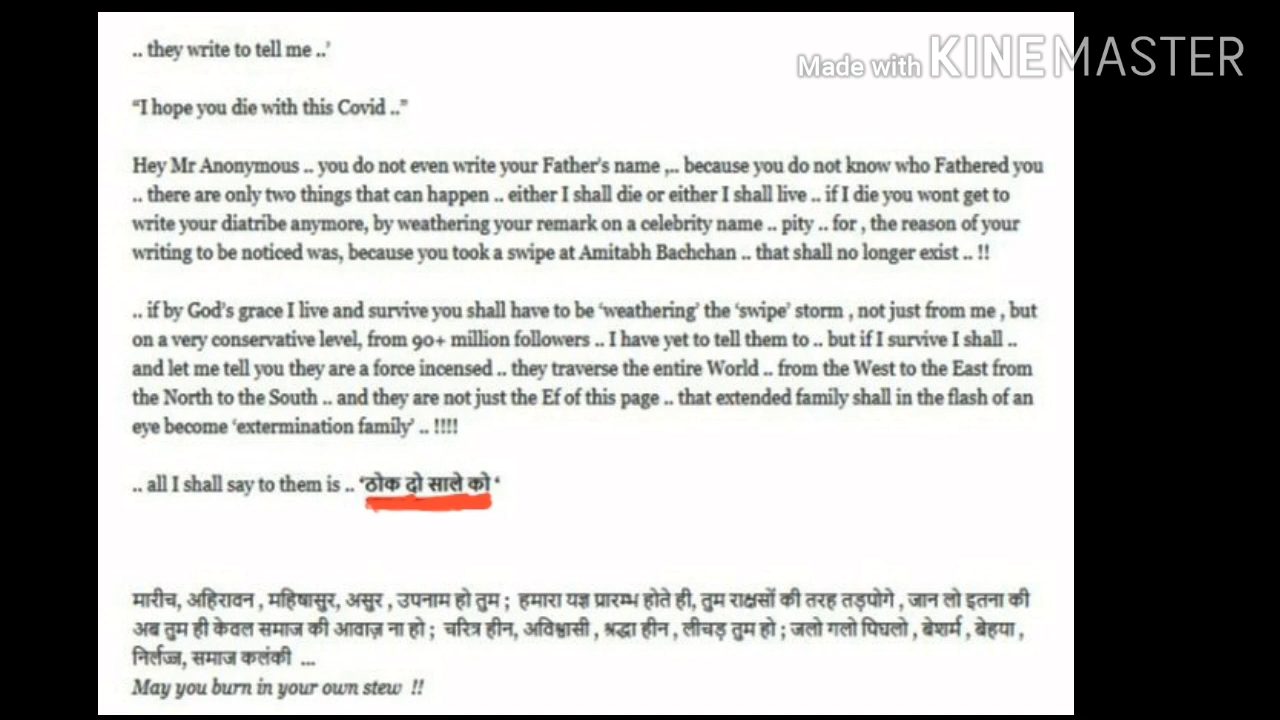 .. they write to tell me ..'
Made with KINEMASTER
“I hope you die with this Covid ..”
Hey Mr Anonymous .. you do not even write your Father's name ,.. because you do not know who Fathered you
.. there are only two things that can happen .. either I shall die or either I shall live .. if I die you wont get to
write your diatribe anymore, by weathering your remark on a celebrity name .. pity .. for , the reason of your
writing to be noticed was, because you took a swipe at Amitabh Bachchan .. that shall no longer exist .. !!
.. if by God's grace I live and survive you shall have to be ‘weathering’ the ‘swipe’ storm , not just from me , but
on a very conservative level, from 90+ million followers .. I have yet to tell them to .. but if I survive I shall ..
and let me tell you they are a force incensed .. they traverse the entire World .. from the West to the East from
the North to the South .. and they are not just the Ef of this page .. that extended family shall in the flash of an
eye become ‘extermination family’ .. !!!!
.. all I shall say to them is .. ‘ठोक दो साले को ‘
मारीच, अहिरावन , महिषासुर, असुर , उपनाम हो तुम ; हमारा यज्ञ प्रारम्भ होते ही, तुम राक्षसों की तरह तड़पोगे , जान लो इतना की
अब तुम ही केवल समाज की आवाज़ ना हो ; चरित्र हीन, अविश्वासी , श्रद्धा हीन , लीचड़ तुम हो ; जलो गलो पिघलो , बेशर्म , बेहया ,
निर्लज्ज, समाज कलंकी ...
May you burn in your own stew !!